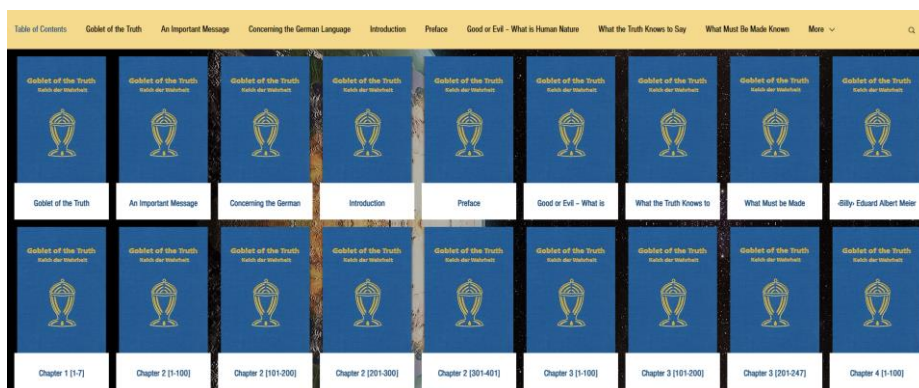 Table of Contents Goblet of the Truth An Important Message Concerning the German Language Introduction Preface Good or Evil – What is Human Nature What the Truth Knows to Say What Must Be Made Known More
Goblet of the Truth Goblet of the Truth Goblet of the Truth Goblet of the Truth Goblet of the Truth Goblet of the Truth Goblet of the Truth Goblet of the Truth Goblet of the Truth
Kelch der Wahrheit Kelch der Wahrheit Kelch der Wahrheit Kelch der Wahrheit Kelch der Wahrheit Kelch der Wahrheit Kelch der Wahrheit Kelch der Wahrheit Kelch der Wahrheit
Goblet of the Truth An Important Message Concerning the German Introduction Preface Good or Evil – What is What the Truth Knows to What Must be Made ‹Billy› Eduard Albert Meier
Goblet of the Truth Goblet of the Truth Goblet of the Truth Goblet of the Truth Goblet of the Truth Goblet of the Truth Goblet of the Truth Goblet of the Truth Goblet of the Truth
Kelch der Wahrheit Kelch der Wahrheit Kelch der Wahrheit Kelch der Wahrheit Kelch der Wahrheit Kelch der Wahrheit Kelch der Wahrheit Kelch der Wahrheit Kelch der Wahrheit
Chapter 1 [1-7] Chapter 2 [1-100] Chapter 2 [101-200] Chapter 2 [201-300] Chapter 2 [301-401] Chapter 3 [1-100] Chapter 3 [101-200] Chapter 3 [201-247] Chapter 4 [1-100]